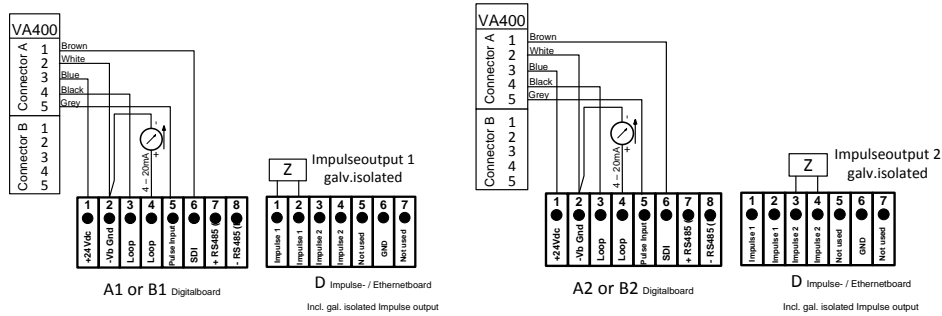 VA400
Connector A
1 Brown
2 White
3 Blue
4 Black
5 Grey
Connector B
1
2
3
4
5
-
+
4 – 20mA
Z
Impulseoutput 1
galv.isolated
1 2 3 4 5 6 7 8
+24Vdc
-Vb Gnd (
Loop
Loop
Pulse Input (
SDI
+ RS485 (
- RS485 (
A1 or B1 Digitalboard
1 2 3 4 5 6 7
Impulse 1
Impulse 1
Impulse 2
Impulse 2
Not used
GND
Not used
D Impulse- / Ethernetboard
Incl. gal. isolated Impulse output
VA400
Connector A
1 Brown
2 White
3 Blue
4 Black
5 Grey
Connector B
1
2
3
4
5
-
+
4 – 20mA
Z
Impulseoutput 2
galv.isolated
1 2 3 4 5 6 7 8
+24Vdc
-Vb Gnd (
Loop
Loop
Pulse Input (
SDI
+ RS485 (
- RS485 (
A2 or B2 Digitalboard
1 2 3 4 5 6 7
Impulse 1
Impulse 1
Impulse 2
Impulse 2
Not used
GND
Not used
D Impulse- / Ethernetboard
Incl. gal. isolated Impulse output